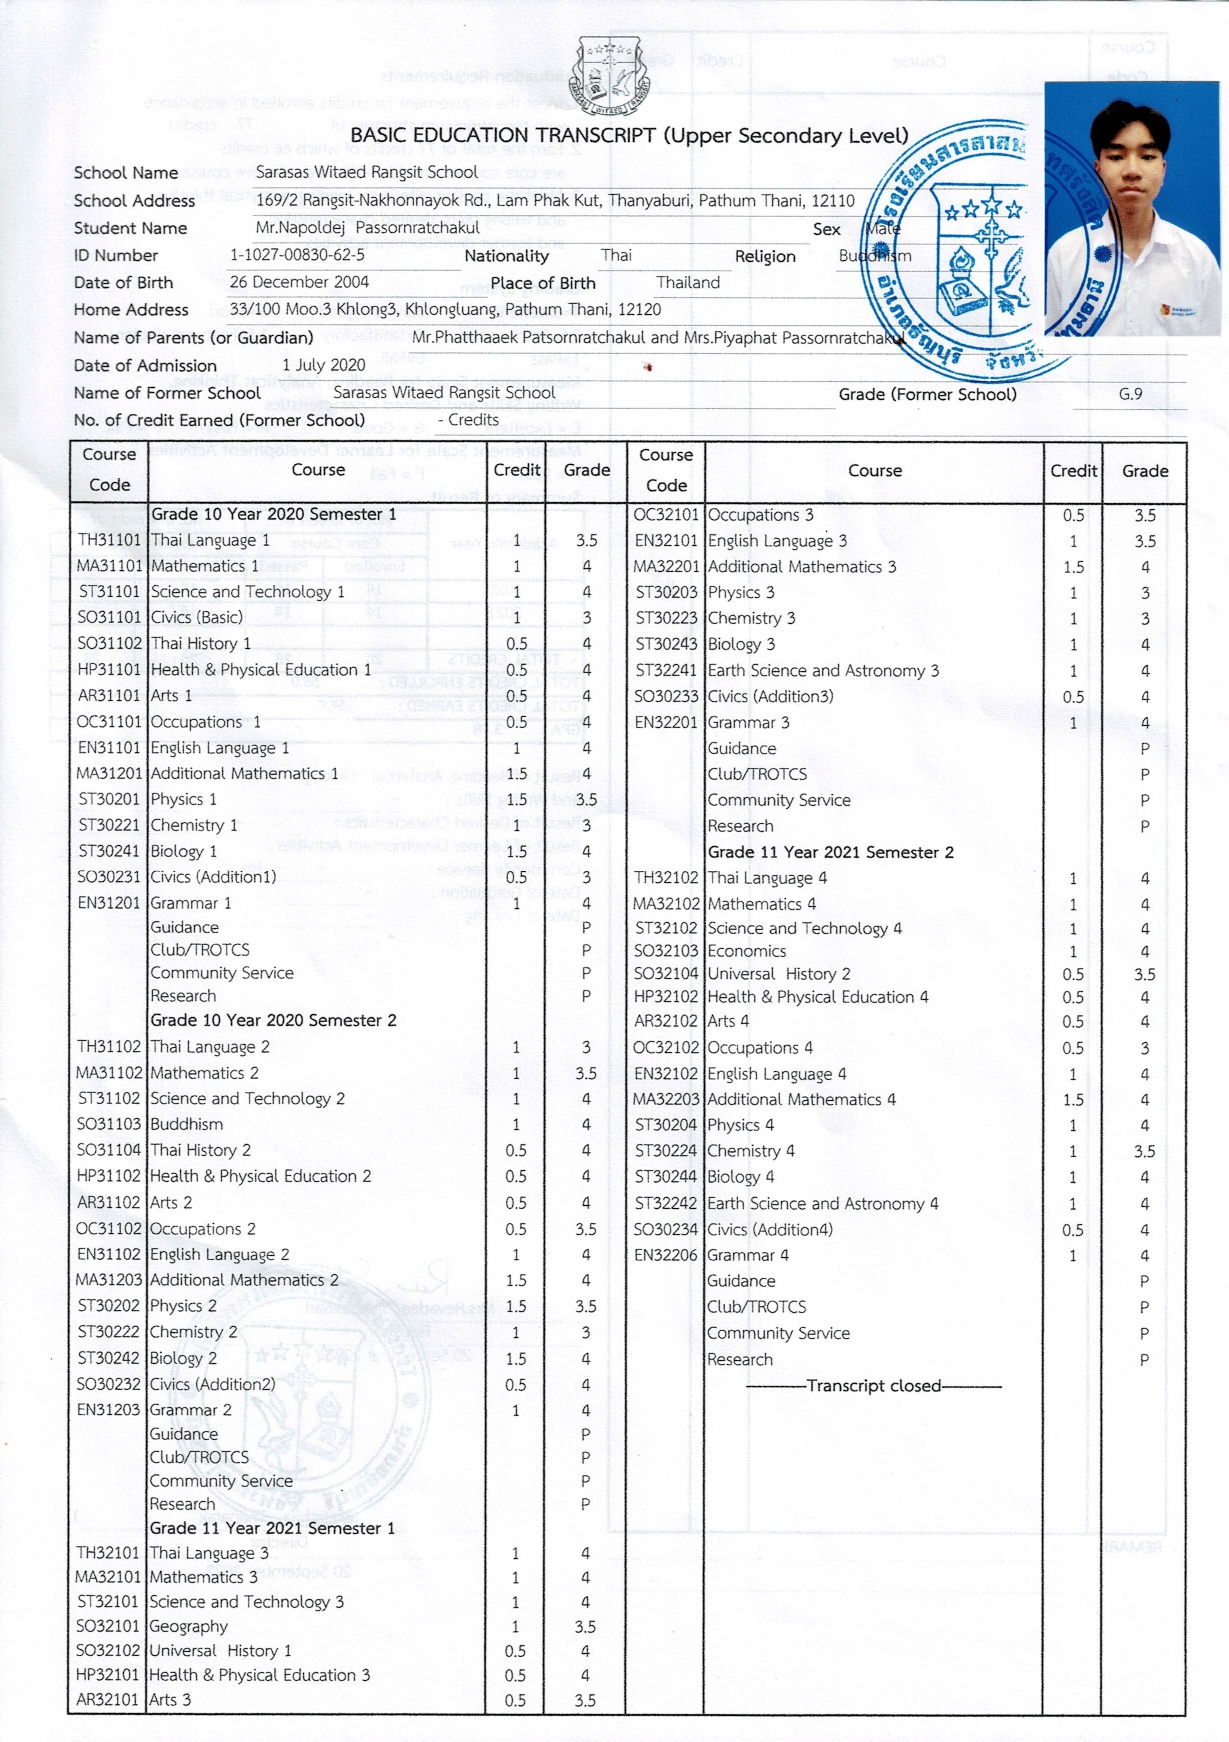 SARASAS WITAED RANGSIT
BASIC EDUCATION TRANSCRIPT (Upper Secondary Level)
School Name Sarasas Witaed Rangsit School
School Address 169/2 Rangsit-Nakhonnayok Rd., Lam Phak Kut, Thanyaburi, Pathum Thani, 12110
Student Name Mr.Napoldej Passornratchakul Sex Male
ID Number 1-1027-00830-62-5 Nationality Thai Religion Buddhism
Date of Birth 26 December 2004 Place of Birth Thailand
Home Address 33/100 Moo.3 Khlong3, Khlongluang, Pathum Thani, 12120
Name of Parents (or Guardian) Mr.Phatthaaek Patsornratchakul and Mrs.Piyaphat Passornratchakul
Date of Admission 1 July 2020
Name of Former School Sarasas Witaed Rangsit School Grade (Former School) G.9
No. of Credit Earned (Former School) - Credits
Course Code Course Credit Grade
Grade 10 Year 2020 Semester 1
TH31101 Thai Language 1 1 3.5
MA31101 Mathematics 1 1 4
ST31101 Science and Technology 1 1 4
SO31101 Civics (Basic) 1 3
SO31102 Thai History 1 0.5 4
HP31101 Health & Physical Education 1 0.5 4
AR31101 Arts 1 0.5 4
OC31101 Occupations 1 0.5 4
EN31101 English Language 1 1 4
MA31201 Additional Mathematics 1 1.5 4
ST30201 Physics 1 1.5 3.5
ST30221 Chemistry 1 1 3
ST30241 Biology 1 1.5 4
SO30231 Civics (Addition1) 0.5 3
EN31201 Grammar 1 1 4
Guidance P
Club/TROTCS P
Community Service P
Research P
Grade 10 Year 2020 Semester 2
TH31102 Thai Language 2 1 3
MA31102 Mathematics 2 1 3.5
ST31102 Science and Technology 2 1 4
SO31103 Buddhism 1 4
SO31104 Thai History 2 0.5 4
HP31102 Health & Physical Education 2 0.5 4
AR31102 Arts 2 0.5 4
OC31102 Occupations 2 0.5 3.5
EN31102 English Language 2 1 4
MA31203 Additional Mathematics 2 1.5 4
ST30202 Physics 2 1.5 3.5
ST30222 Chemistry 2 1 3
ST30242 Biology 2 1.5 4
SO30232 Civics (Addition2) 0.5 4
EN31203 Grammar 2 1 4
Guidance P
Club/TROTCS P
Community Service P
Research P
Grade 11 Year 2021 Semester 1
TH32101 Thai Language 3 1 4
MA32101 Mathematics 3 1 4
ST32101 Science and Technology 3 1 4
SO32101 Geography 1 3.5
SO32102 Universal History 1 0.5 4
HP32101 Health & Physical Education 3 0.5 4
AR32101 Arts 3 0.5 3.5
Course Code Course Credit Grade
OC32101 Occupations 3 0.5 3.5
EN32101 English Language 3 1 3.5
MA32201 Additional Mathematics 3 1.5 4
ST30203 Physics 3 1 3
ST30223 Chemistry 3 1 3
ST30243 Biology 3 1 4
ST32241 Earth Science and Astronomy 3 1 4
SO30233 Civics (Addition3) 0.5 4
EN32201 Grammar 3 1 4
Guidance P
Club/TROTCS P
Community Service P
Research P
Grade 11 Year 2021 Semester 2
TH32102 Thai Language 4 1 4
MA32102 Mathematics 4 1 4
ST32102 Science and Technology 4 1 4
SO32103 Economics 1 4
SO32104 Universal History 2 0.5 3.5
HP32102 Health & Physical Education 4 0.5 4
AR32102 Arts 4 0.5 4
OC32102 Occupations 4 0.5 3
EN32102 English Language 4 1 4
MA32203 Additional Mathematics 4 1.5 4
ST30204 Physics 4 1 4
ST30224 Chemistry 4 1 3.5
ST30244 Biology 4 1 4
ST32242 Earth Science and Astronomy 4 1 4
SO30234 Civics (Addition4) 0.5 4
EN32206 Grammar 4 1 4
Guidance P
Club/TROTCS P
Community Service P
Research P
————Transcript closed————